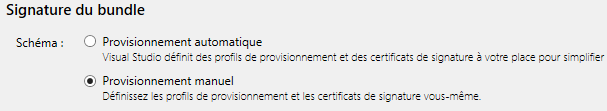 Signature du bundle
Schéma : Provisionnement automatique
Visual Studio définit des profils de provisionnement et des certificats de signature à votre place pour simplifier
Provisionnement manuel
Définissez les profils de provisionnement et les certificats de signature vous-même.